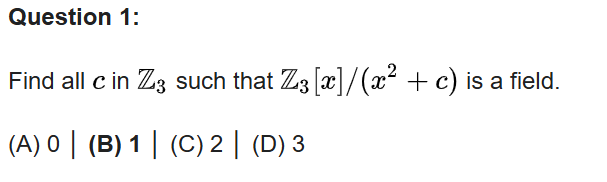 Question 1:
Find all c in ℤ₃ such that ℤ₃[x]/(x² + c) is a field.
(A) 0 | (B) 1 | (C) 2 | (D) 3